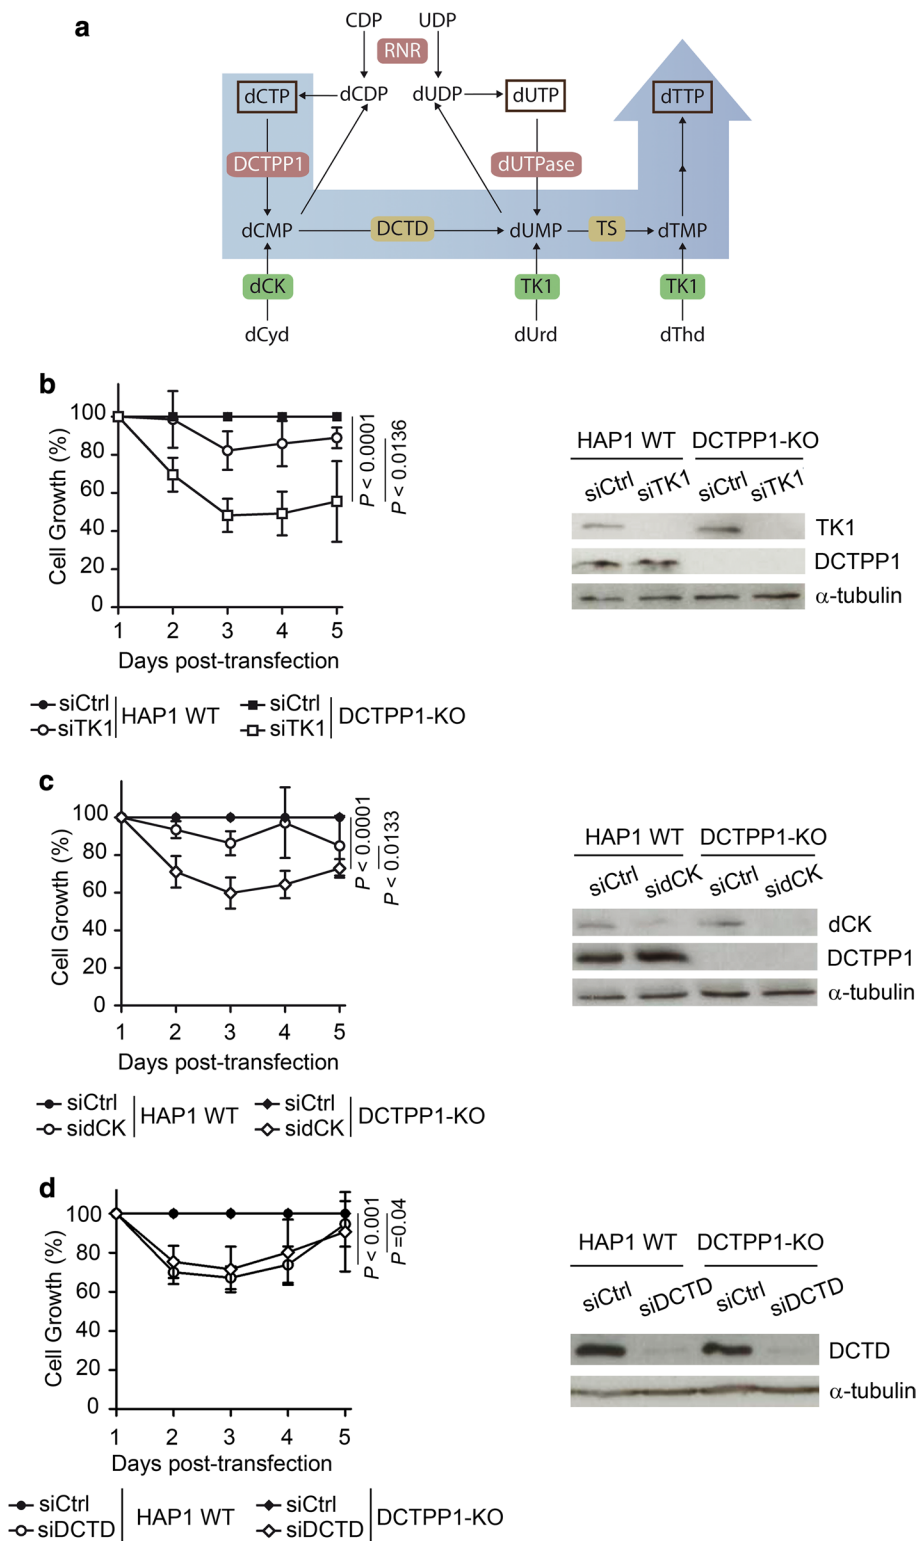 a
CDP UDP
RNR
dCTP dCDP dUDP dUTP dTTP
DCTPP1 dUTPase
dCMP DCTD dUMP TS dTMP
dCK TK1 TK1
dCyd dUrd dThd
b
Cell Growth (%)
100
80
60
40
20
0
1 2 3 4 5
Days post-transfection
P < 0.0001
P < 0.0136
siCtrl
siTK1
HAP1 WT
siCtrl
siTK1
DCTPP1-KO
HAP1 WT DCTPP1-KO
siCtrl siTK1 siCtrl siTK1
TK1
DCTPP1
α-tubulin
c
Cell Growth (%)
100
80
60
40
20
0
1 2 3 4 5
Days post-transfection
P < 0.0001
P < 0.0133
siCtrl
sidCK
HAP1 WT
siCtrl
sidCK
DCTPP1-KO
HAP1 WT DCTPP1-KO
siCtrl sidCK siCtrl sidCK
dCK
DCTPP1
α-tubulin
d
Cell Growth (%)
100
80
60
40
20
0
1 2 3 4 5
Days post-transfection
P < 0.001
P =0.04
siCtrl
siDCTD
HAP1 WT
siCtrl
siDCTD
DCTPP1-KO
HAP1 WT DCTPP1-KO
siCtrl siDCTD siCtrl siDCTD
DCTD
α-tubulin